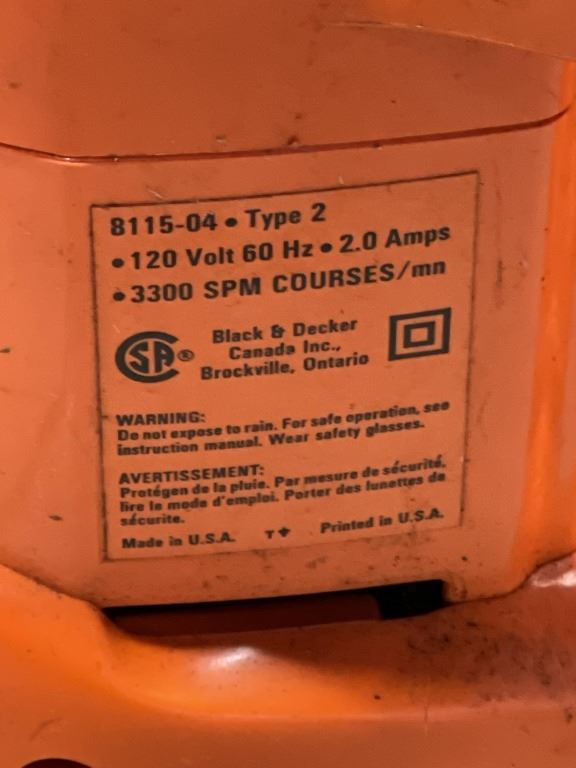 8115-04 • Type 2
• 120 Volt 60 Hz • 2.0 Amps
• 3300 SPM COURSES/mn
SA ®
Black & Decker
Canada Inc.,
Brockville, Ontario
WARNING:
Do not expose to rain. For safe operation, see
instruction manual. Wear safety glasses.
AVERTISSEMENT:
Protégen de la pluie. Par mesure de sécurité,
lire le mode d'emploi. Porter des lunettes de
sécurite.
Made in U.S.A. T Printed in U.S.A.